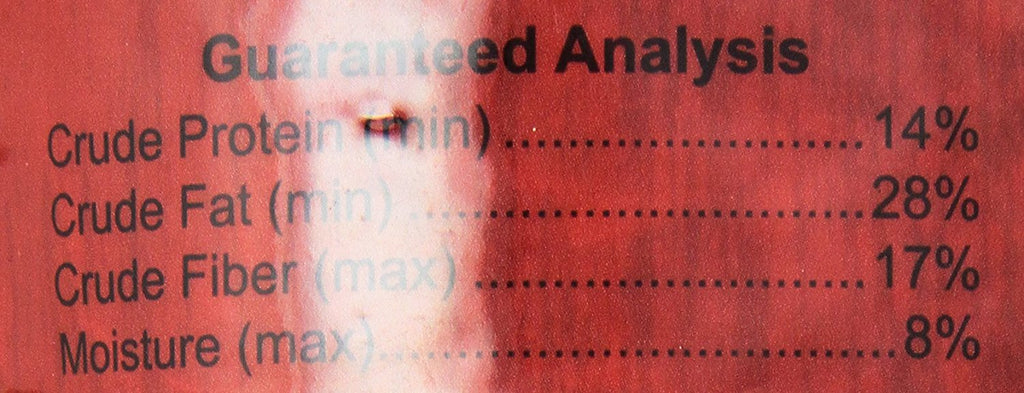 Guaranteed Analysis
Crude Protein (min)........................14%
Crude Fat (min) ..............................28%
Crude Fiber (max) ..........................17%
Moisture (max)..................................8%